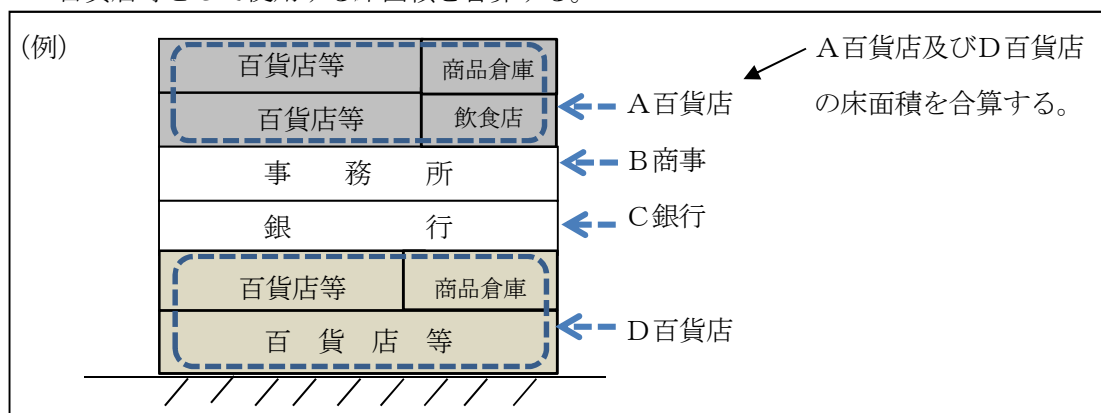 百貨店等として使用する床面積を合算する。
(例)
百貨店等 商品倉庫
百貨店等 飲食店
事 務 所
銀 行
百貨店等 商品倉庫
百 貨 店 等
A百貨店
B商事
C銀行
D百貨店
A百貨店及びD百貨店
の床面積を合算する。